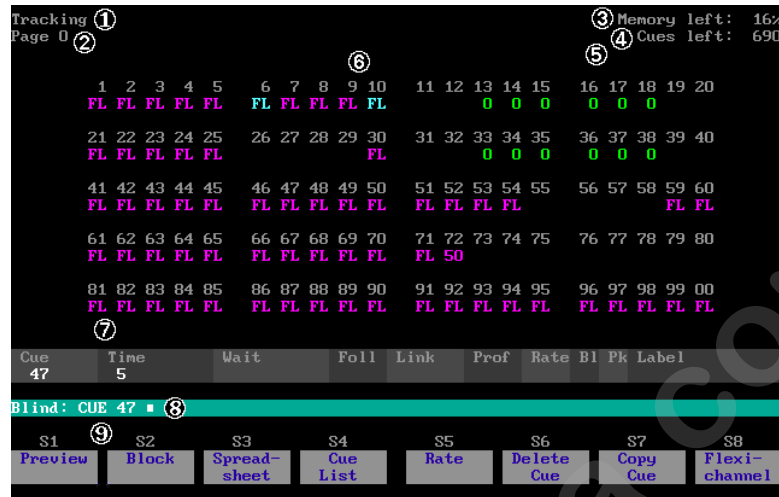 Tracking ① ③ Memory left: 16%
Page 0 ② ④ Cues left: 690
⑤
⑥
1 2 3 4 5 6 7 8 9 10 11 12 13 14 15 16 17 18 19 20
FL FL FL FL FL FL FL FL FL FL 0 0 0 0 0 0
21 22 23 24 25 26 27 28 29 30 31 32 33 34 35 36 37 38 39 40
FL FL FL FL FL FL 0 0 0 0 0 0
41 42 43 44 45 46 47 48 49 50 51 52 53 54 55 56 57 58 59 60
FL FL FL FL FL FL FL FL FL FL FL FL FL FL FL FL
61 62 63 64 65 66 67 68 69 70 71 72 73 74 75 76 77 78 79 80
FL FL FL FL FL FL FL FL FL FL FL 50
81 82 83 84 85 86 87 88 89 90 91 92 93 94 95 96 97 98 99 00
FL FL FL FL FL FL FL FL FL FL FL FL FL FL FL FL FL FL FL FL
⑦
Cue Time Wait Foll Link Prof Rate Bl Pk Label
47 5
Blind: CUE 47 ⑧
S1 ⑨ S2 S3 S4 S5 S6 S7 S8
Preview Block Spread- Cue Rate Delete Copy Flexi-
sheet List Cue Cue channel